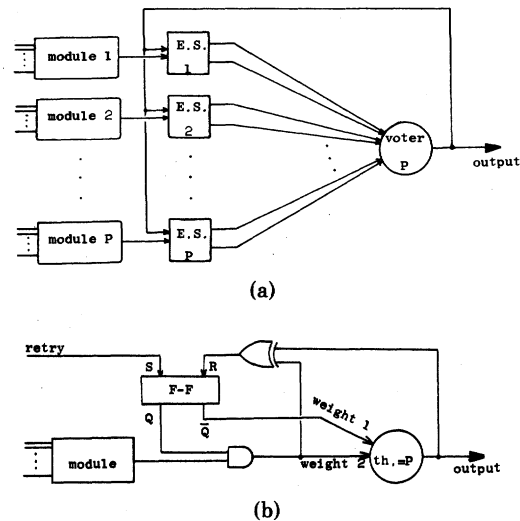 module 1
E.S.
1
module 2
E.S.
2
voter
P
output
module P
E.S.
P
(a)
retry
S
R
F-F
Q
Q̅
weight 1
module
weight 2
th.=P
output
(b)